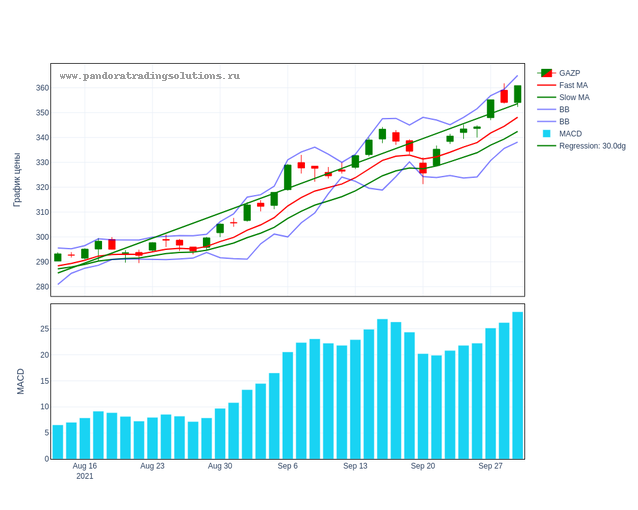 www.pandoratradingsolutions.ru
График цены
360
350
340
330
320
310
300
290
280
GAZP
Fast MA
Slow MA
BB
BB
MACD
Regression: 30.0dg
MACD
25
20
15
10
5
0
Aug 16
2021
Aug 23
Aug 30
Sep 6
Sep 13
Sep 20
Sep 27